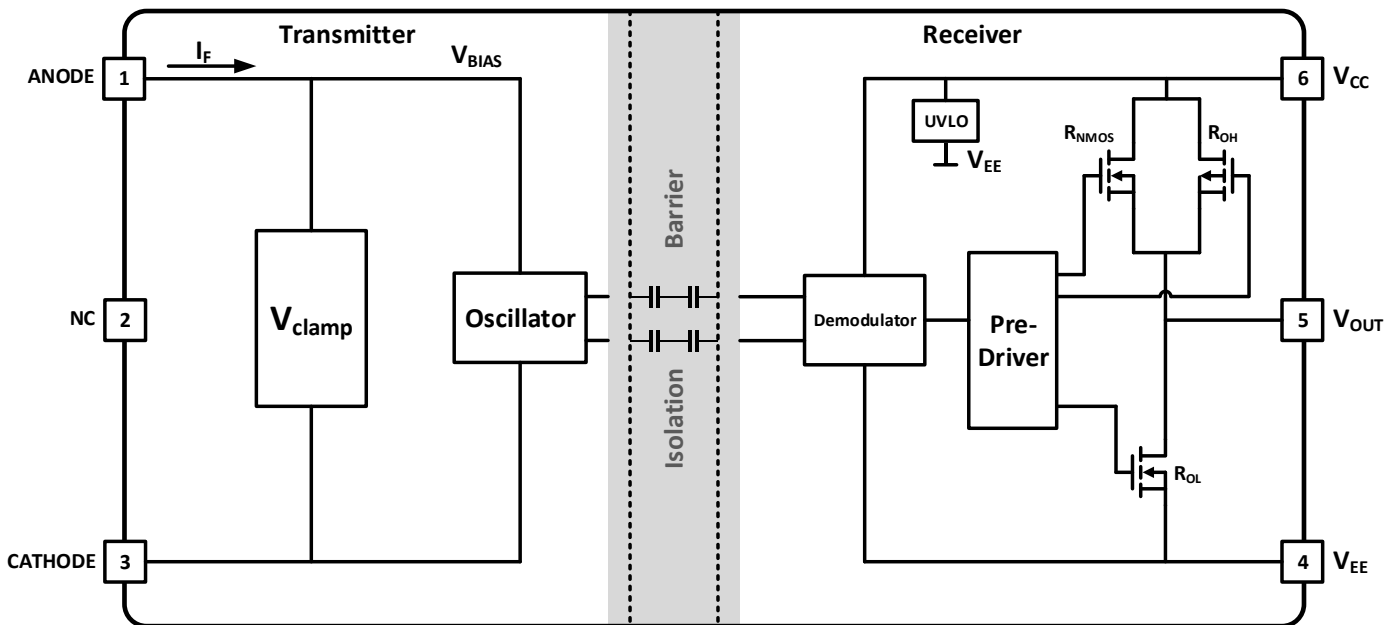 Transmitter
Receiver
I_F
V_BIAS
ANODE 1
6 V_CC
UVLO
V_EE
R_NMOS
R_OH
Barrier
NC 2
V_clamp
Oscillator
Demodulator
Pre-
Driver
5 V_OUT
Isolation
R_OL
CATHODE 3
4 V_EE